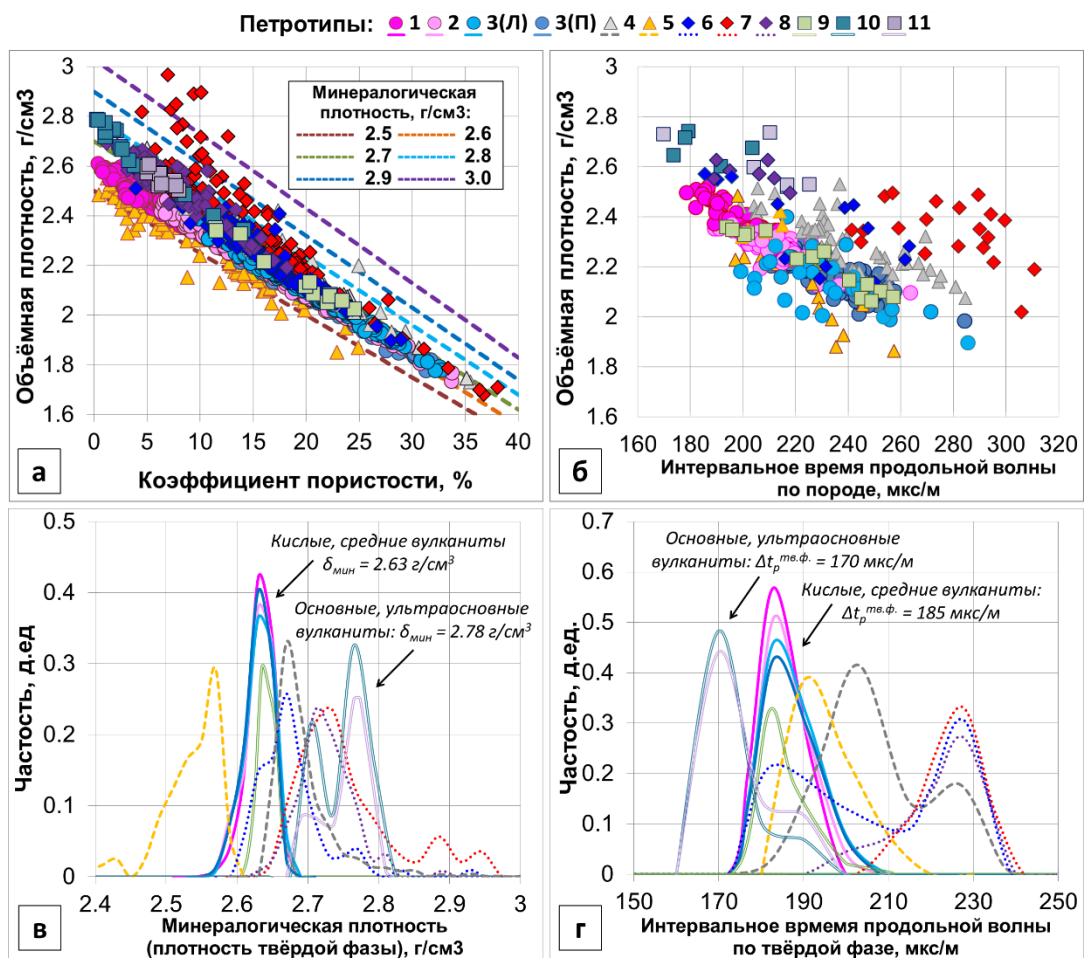 Петротипы: 1 2 3(Л) 3(П) 4 5 6 7 8 9 10 11
Объёмная плотность, г/см3
3
2.8
2.6
2.4
2.2
2
1.8
1.6
Минералогическая
плотность, г/см3:
2.5 2.6
2.7 2.8
2.9 3.0
0 5 10 15 20 25 30 35 40
а
Коэффициент пористости, %
Объёмная плотность, г/см3
3
2.8
2.6
2.4
2.2
2
1.8
1.6
160 180 200 220 240 260 280 300 320
б
Интервальное время продольной волны
по породе, мкс/м
Частость, д.ед
0.5
0.4
0.3
0.2
0.1
0
Кислые, средние вулканиты
δмин = 2.63 г/см³
Основные, ультраосновные
вулканиты: δмин = 2.78 г/см³
2.4 2.5 2.6 2.7 2.8 2.9 3
в
Минералогическая плотность
(плотность твёрдой фазы), г/см3
Частость, д.ед.
0.7
0.6
0.5
0.4
0.3
0.2
0.1
0
Основные, ультраосновные
вулканиты: Δtₚᵗᵛ·ᶠ· = 170 мкс/м
Кислые, средние вулканиты:
Δtₚᵗᵛ·ᶠ· = 185 мкс/м
150 170 190 210 230 250
г
Интервальное врмемя продольной волны
по твёрдой фазе, мкс/м